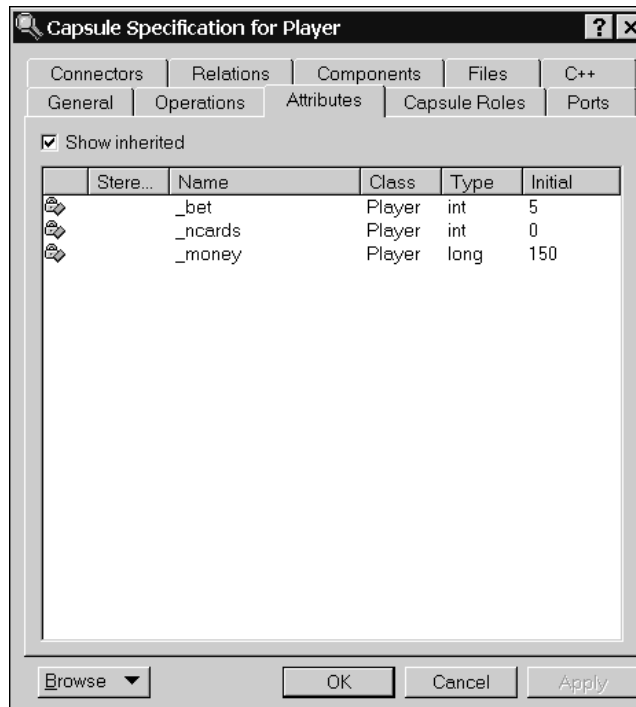 Capsule Specification for Player
Connectors Relations Components Files C++
General Operations Attributes Capsule Roles Ports
Show inherited
Stere... Name Class Type Initial
_bet Player int 5
_ncards Player int 0
_money Player long 150
Browse OK Cancel Apply